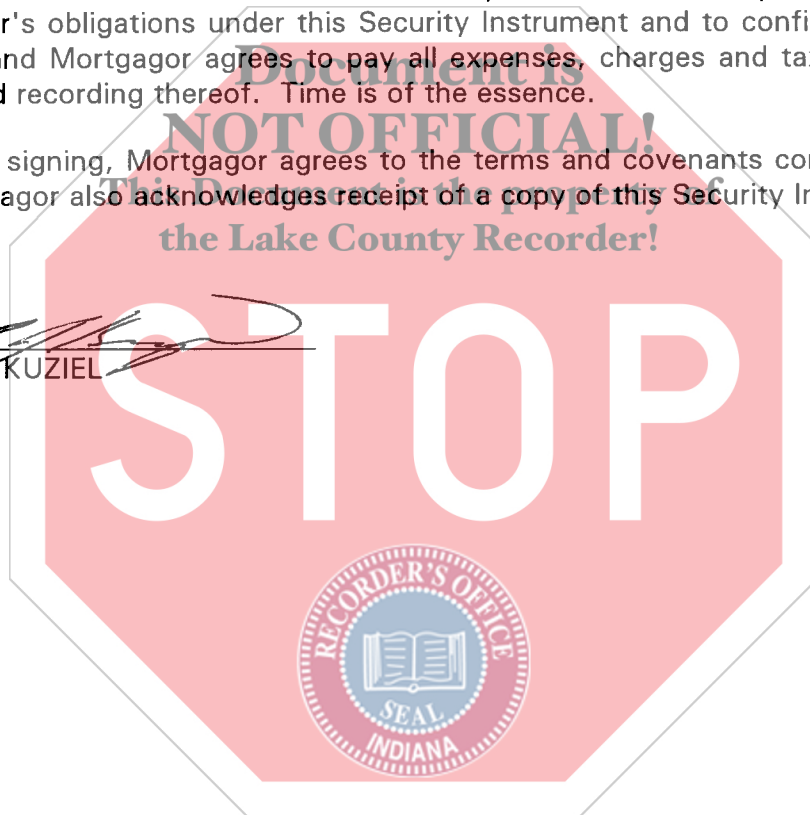 r's obligations under this Security Instrument and to confi
nd Mortgagor agrees to pay all expenses, charges and ta
d recording thereof. Time is of the essence.
signing, Mortgagor agrees to the terms and covenants co
agor also acknowledges receipt of a copy of this Security I
Document is
NOT OFFICIAL!
This Document is the property of
the Lake County Recorder!
KUZIEL
STOP
RECORDER'S OFFICE
SEAL
INDIANA